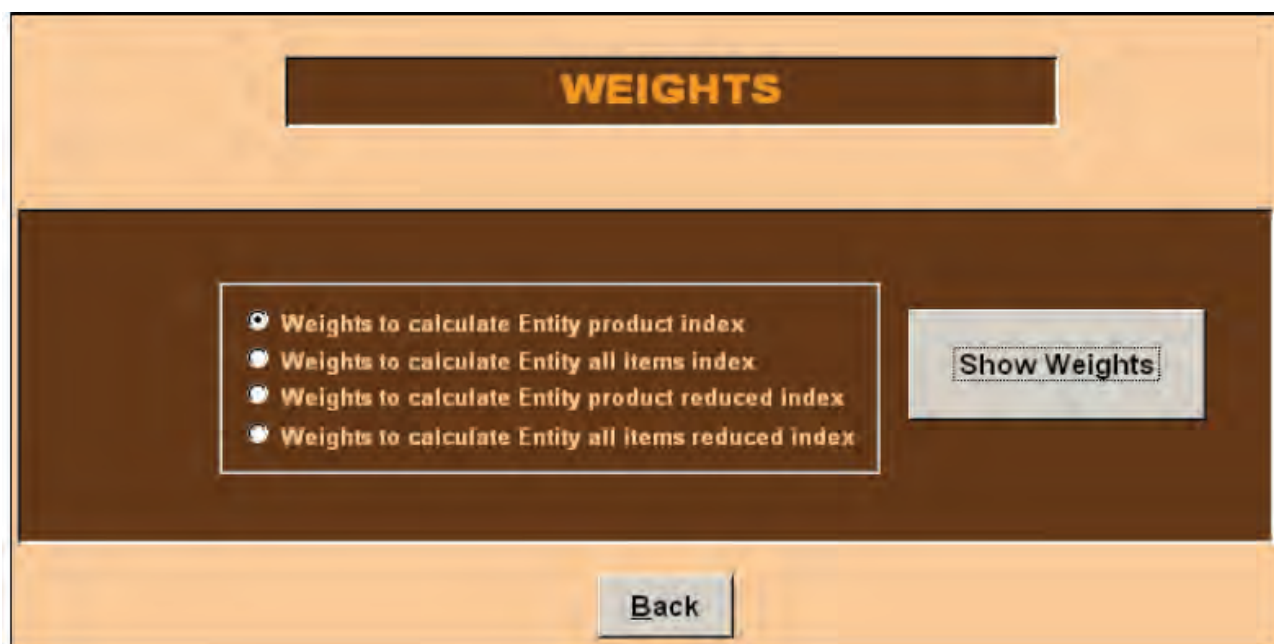 WEIGHTS
Weights to calculate Entity product index
Weights to calculate Entity all items index
Weights to calculate Entity product reduced index
Weights to calculate Entity all items reduced index
Show Weights
Back